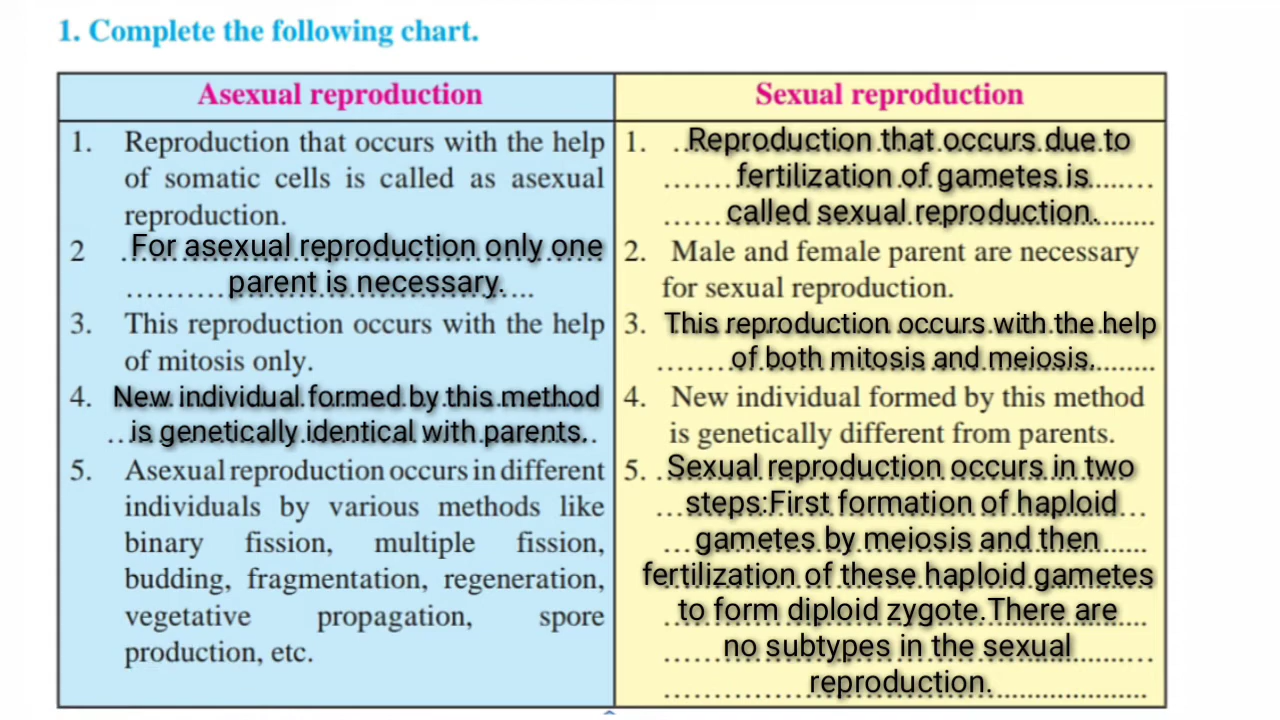 1. Complete the following chart.
Asexual reproduction
1. Reproduction that occurs with the help
of somatic cells is called as asexual
reproduction.
2 For asexual reproduction only one
parent is necessary.
3. This reproduction occurs with the help
of mitosis only.
4. New individual formed by this method
is genetically identical with parents.
5. Asexual reproduction occurs in different
individuals by various methods like
binary fission, multiple fission,
budding, fragmentation, regeneration,
vegetative propagation, spore
production, etc.
Sexual reproduction
1. Reproduction that occurs due to
fertilization of gametes is
called sexual reproduction.
2. Male and female parent are necessary
for sexual reproduction.
3. This reproduction occurs with the help
of both mitosis and meiosis.
4. New individual formed by this method
is genetically different from parents.
5. Sexual reproduction occurs in two
steps:First formation of haploid
gametes by meiosis and then
fertilization of these haploid gametes
to form diploid zygote.There are
no subtypes in the sexual
reproduction.